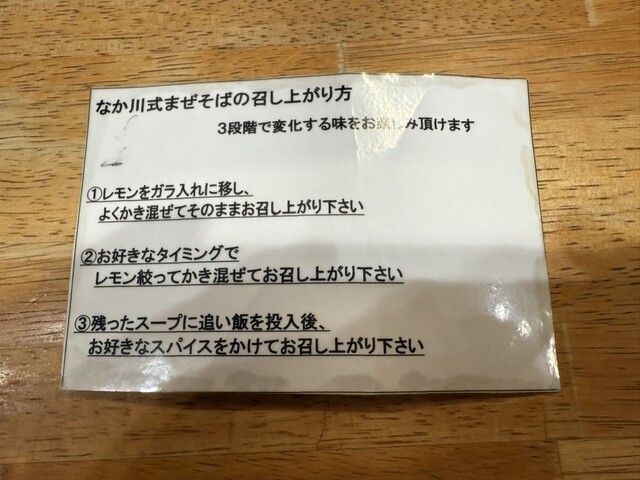 なか川式まぜそばの召し上がり方
3段階で変化する味をお楽しみ頂けます
①レモンをガラ入れに移し、
よくかき混ぜてそのままお召し上がり下さい
②お好きなタイミングで
レモン絞ってかき混ぜてお召し上がり下さい
③残ったスープに追い飯を投入後、
お好きなスパイスをかけてお召し上がり下さい